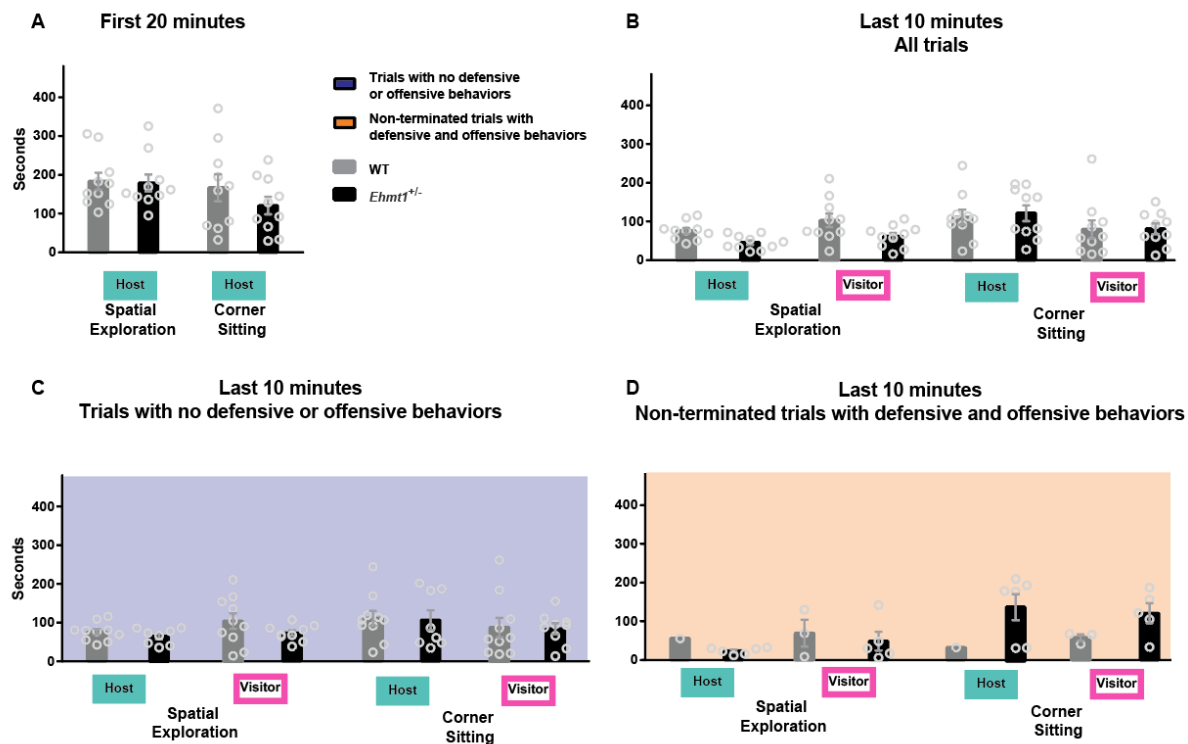 A
First 20 minutes
Seconds
400
300
200
100
0
Host
Host
Spatial
Exploration
Corner
Sitting
Trials with no defensive
or offensive behaviors
Non-terminated trials with
defensive and offensive behaviors
WT
Ehmt1+/-
B
Last 10 minutes
All trials
400
300
200
100
0
Host
Visitor
Host
Visitor
Spatial
Exploration
Corner
Sitting
C
Last 10 minutes
Trials with no defensive or offensive behaviors
Seconds
400
300
200
100
0
Host
Visitor
Host
Visitor
Spatial
Exploration
Corner
Sitting
D
Last 10 minutes
Non-terminated trials with defensive and offensive behaviors
400
300
200
100
0
Host
Visitor
Host
Visitor
Spatial
Exploration
Corner
Sitting